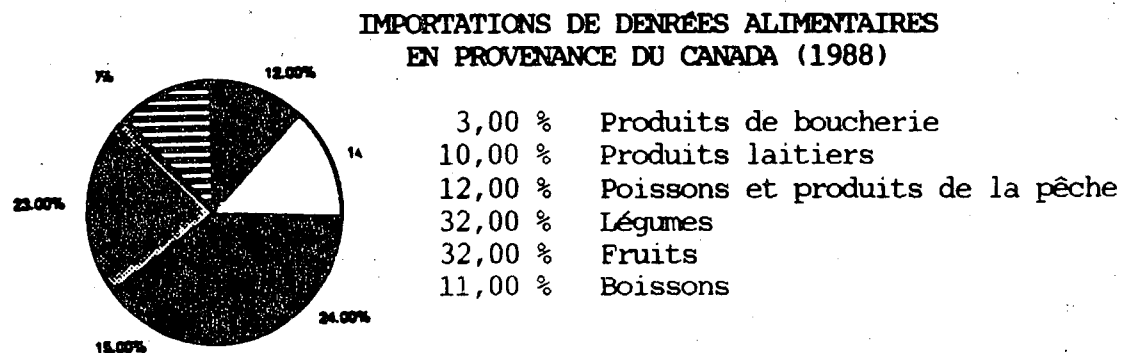 IMPORTATIONS DE DENRÉES ALIMENTAIRES
EN PROVENANCE DU CANADA (1988)
7%
12.00%
14
23.00%
24.00%
15.00%
3,00 % Produits de boucherie
10,00 % Produits laitiers
12,00 % Poissons et produits de la pêche
32,00 % Légumes
32,00 % Fruits
11,00 % Boissons